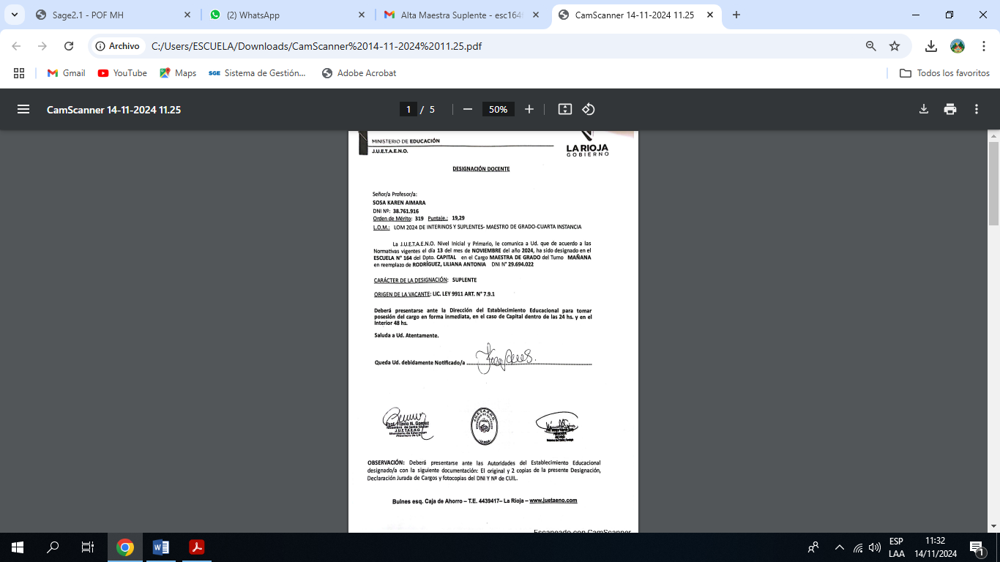 Sage2.1 - POF MH
(2) WhatsApp
Alta Maestra Suplente - esc164
CamScanner 14-11-2024 11.25
Archivo
C:/Users/ESCUELA/Downloads/CamScanner%2014-11-2024%2011.25.pdf
Gmail
YouTube
Maps
SGE Sistema de Gestión...
Adobe Acrobat
Todos los favoritos
CamScanner 14-11-2024 11.25
1 / 5
50%
MINISTERIO DE EDUCACIÓN
J.U.E.T.A.E.N.O.
LA RIOJA
GOBIERNO
DESIGNACIÓN DOCENTE
Señor/a Profesor/a:
SOSA KAREN AIMARA
DNI Nº: 38.761.916
Orden de Mérito: 319 Puntaje.: 19,29
L.O.M.: LOM 2024 DE INTERINOS Y SUPLENTES- MAESTRO DE GRADO-CUARTA INSTANCIA
La J.U.E.T.A.E.N.O. Nivel Inicial y Primario, le comunica a Ud. que de acuerdo a las
Normativas vigentes el día 13 del mes de NOVIEMBRE del año 2024, ha sido designado en el
ESCUELA N° 164 del Dpto. CAPITAL en el Cargo MAESTRA DE GRADO del Turno MAÑANA
en reemplazo de RODRÍGUEZ, LILIANA ANTONIA DNI N° 29.694.022
CARÁCTER DE LA DESIGNACIÓN: SUPLENTE
ORIGEN DE LA VACANTE: LIC. LEY 9911 ART. N° 7.9.1
Deberá presentarse ante la Dirección del Establecimiento Educacional para tomar
posesión del cargo en forma inmediata, en el caso de Capital dentro de las 24 hs. y en el
Interior 48 hs.
Saluda a Ud. Atentamente.
Queda Ud. debidamente Notificado/a
Prof. Flavio N. Gomez
Miembro de Junta Titular
J.U.E.T.A.E.N.O.
Ministerio de Educación
OBSERVACIÓN: Deberá presentarse ante las Autoridades del Establecimiento Educacional
designado/a con la siguiente documentación: El original y 2 copias de la presente Designación,
Declaración Jurada de Cargos y fotocopias del DNI Y Nº de CUIL.
Bulnes esq. Caja de Ahorro – T.E. 4439417– La Rioja – www.juetaeno.com
Escaneado con CamScanner
ESP
LAA
11:32
14/11/2024
1